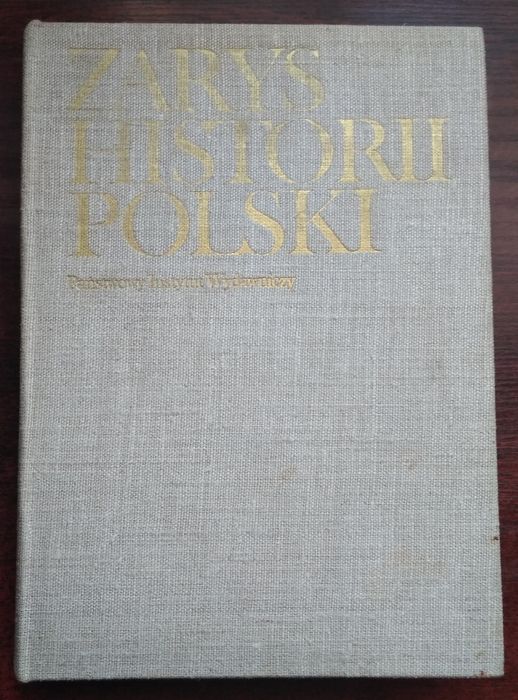 ZARYS
HISTORII
POLSKI
Państwowy Instytut Wydawniczy